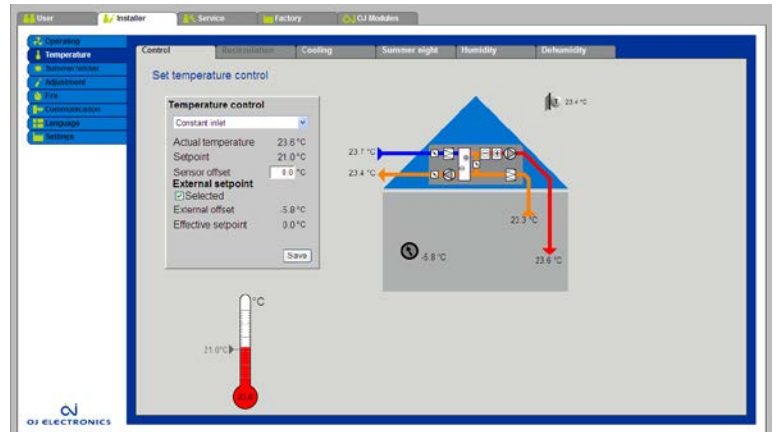 User
Installer
Service
Factory
OJ Modules
Operating
Temperature
Summer/winter
Adjustment
Fire
Communication
Language
Settings
Control
Recirculation
Cooling
Summer night
Humidity
Dehumidity
Set temperature control
Temperature control
Constant inlet
Actual temperature 23.6°C
Setpoint 21.0°C
Sensor offset 0.0 °C
External setpoint
Selected
External offset -5.8°C
Effective setpoint 0.0°C
Save
23.4 °C
23.7 °C
23.4 °C
23.3 °C
-5.8 °C
23.6 °C
°C
21.0°C
OJ ELECTRONICS